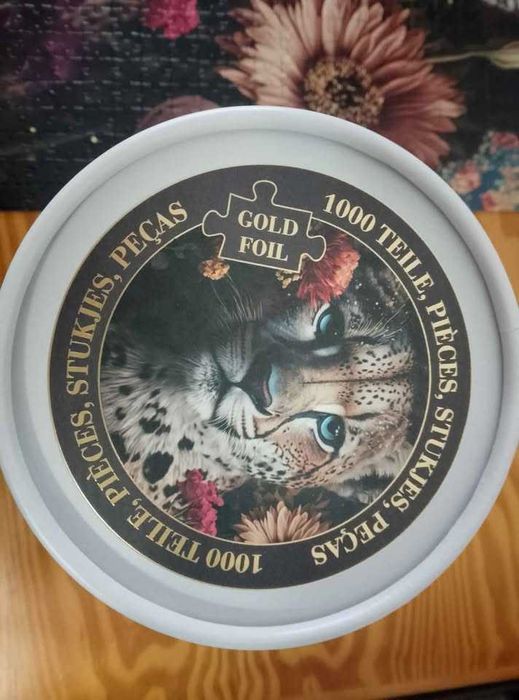 GOLD
FOIL
1000 TEILE, PIÈCES, STUKJES, PEÇAS
1000 TEILE, PIÈCES, STUKJES, PEÇAS